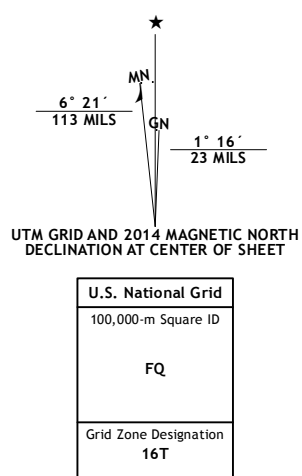 MN
6° 21´
113 MILS
GN
1° 16´
23 MILS
UTM GRID AND 2014 MAGNETIC NORTH
DECLINATION AT CENTER OF SHEET
U.S. National Grid
100,000-m Square ID
FQ
Grid Zone Designation
16T